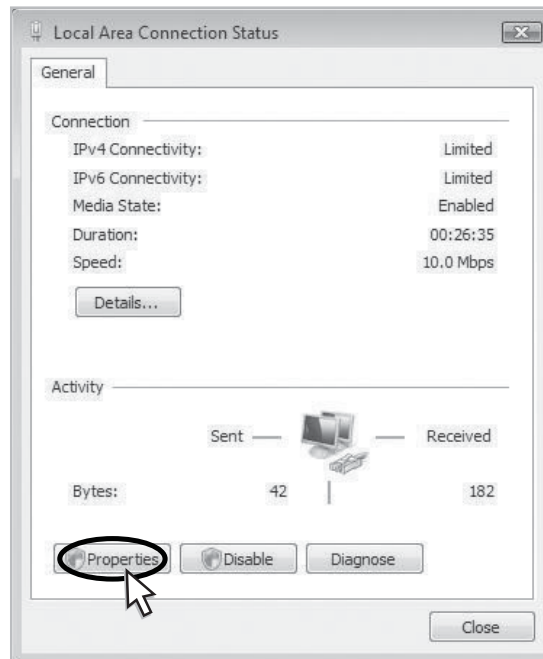 Local Area Connection Status
General
Connection
IPv4 Connectivity: Limited
IPv6 Connectivity: Limited
Media State: Enabled
Duration: 00:26:35
Speed: 10.0 Mbps
Details...
Activity
Sent Received
Bytes: 42 182
Properties Disable Diagnose
Close